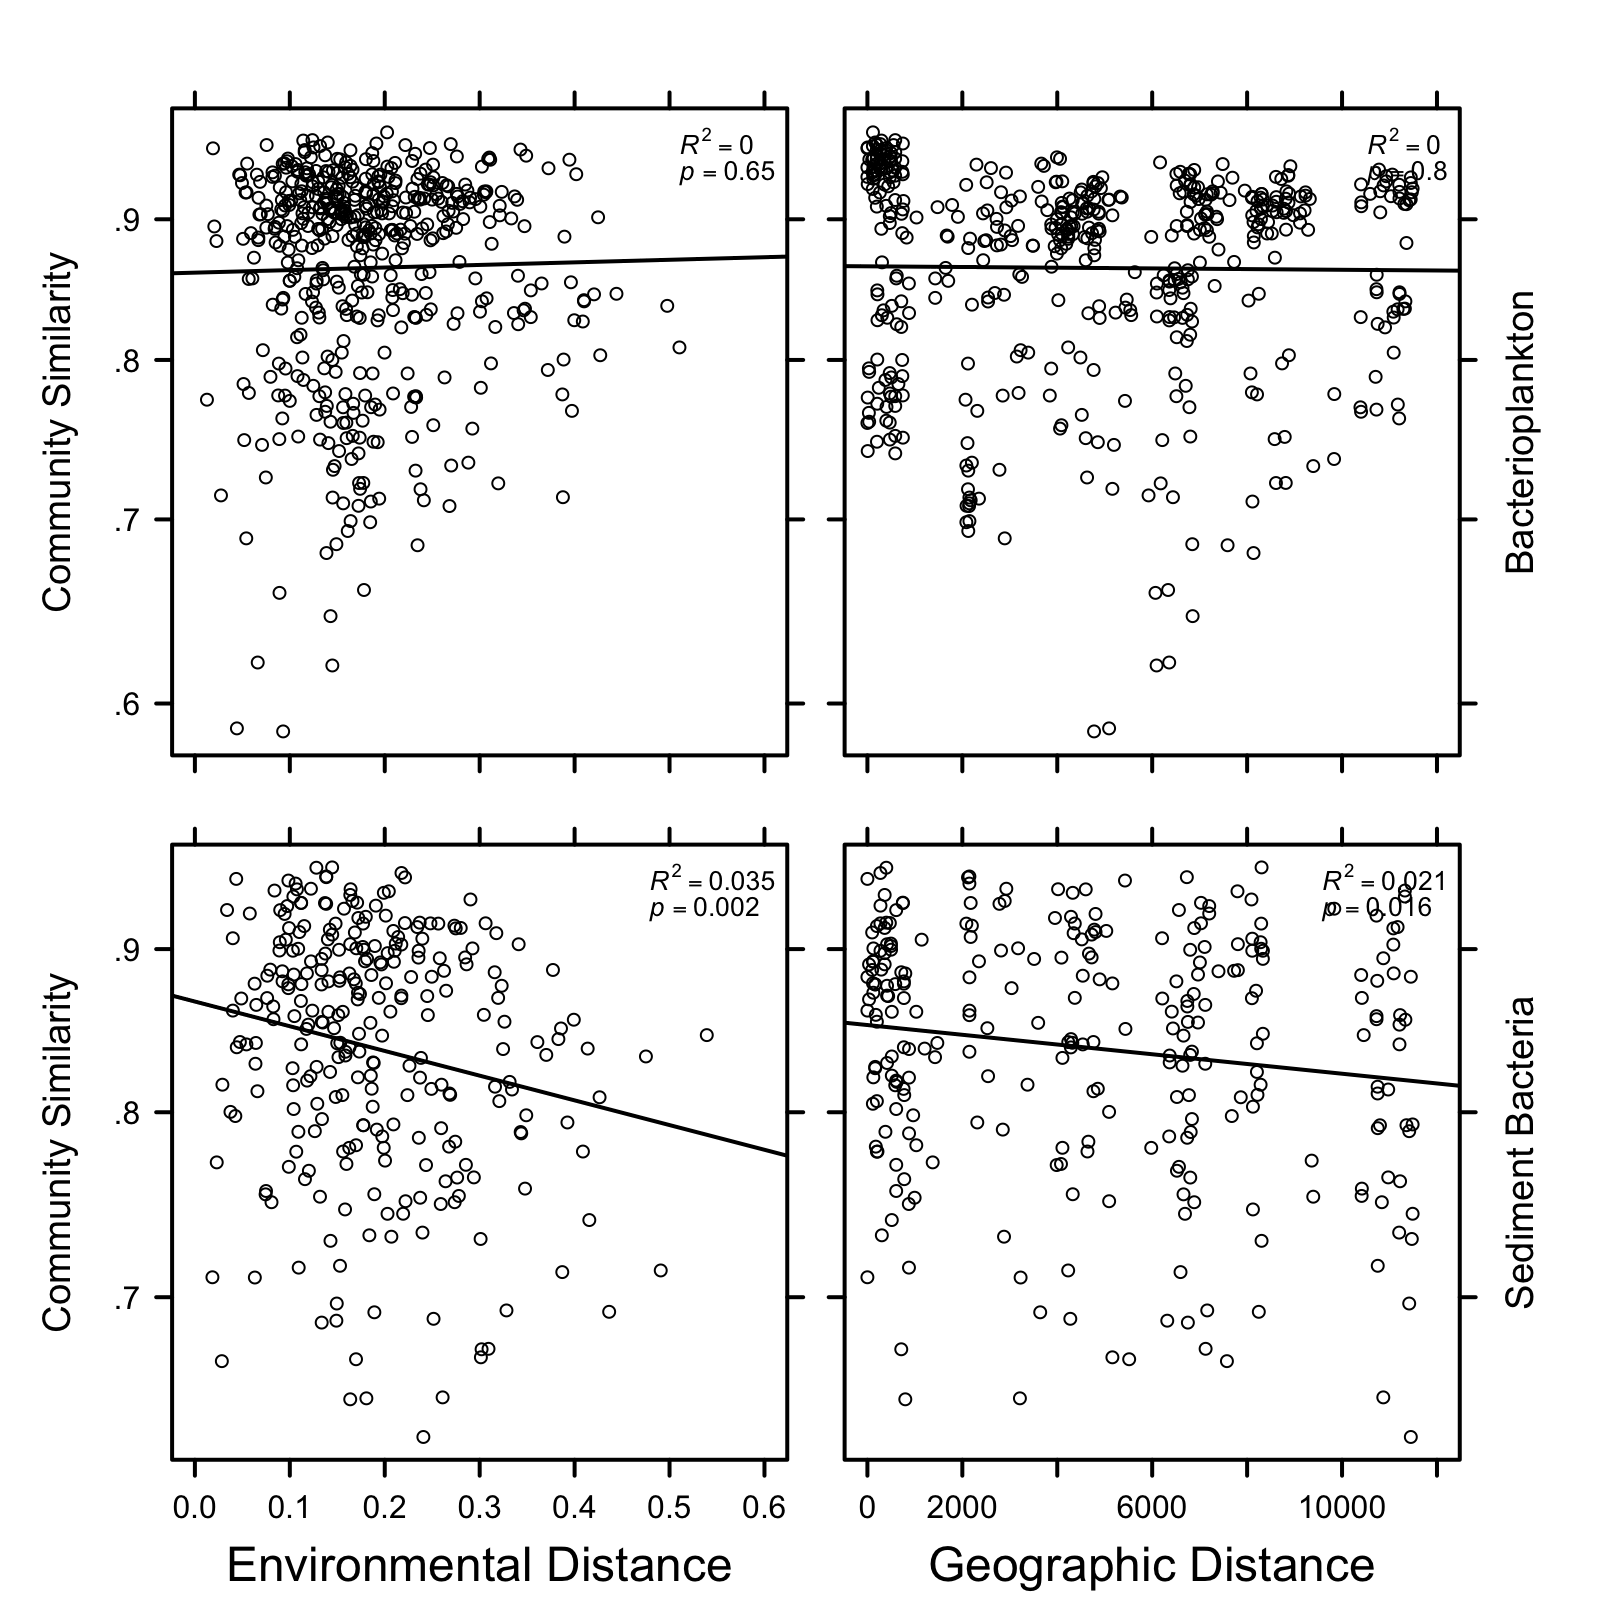 R² = 0
p = 0.65
R² = 0
p = 0.8
.9
.8
.7
.6
Community Similarity
Bacterioplankton
R² = 0.035
p = 0.002
R² = 0.021
p = 0.016
.9
.8
.7
Community Similarity
Sediment Bacteria
0.0 0.1 0.2 0.3 0.4 0.5 0.6
0 2000 6000 10000
Environmental Distance
Geographic Distance